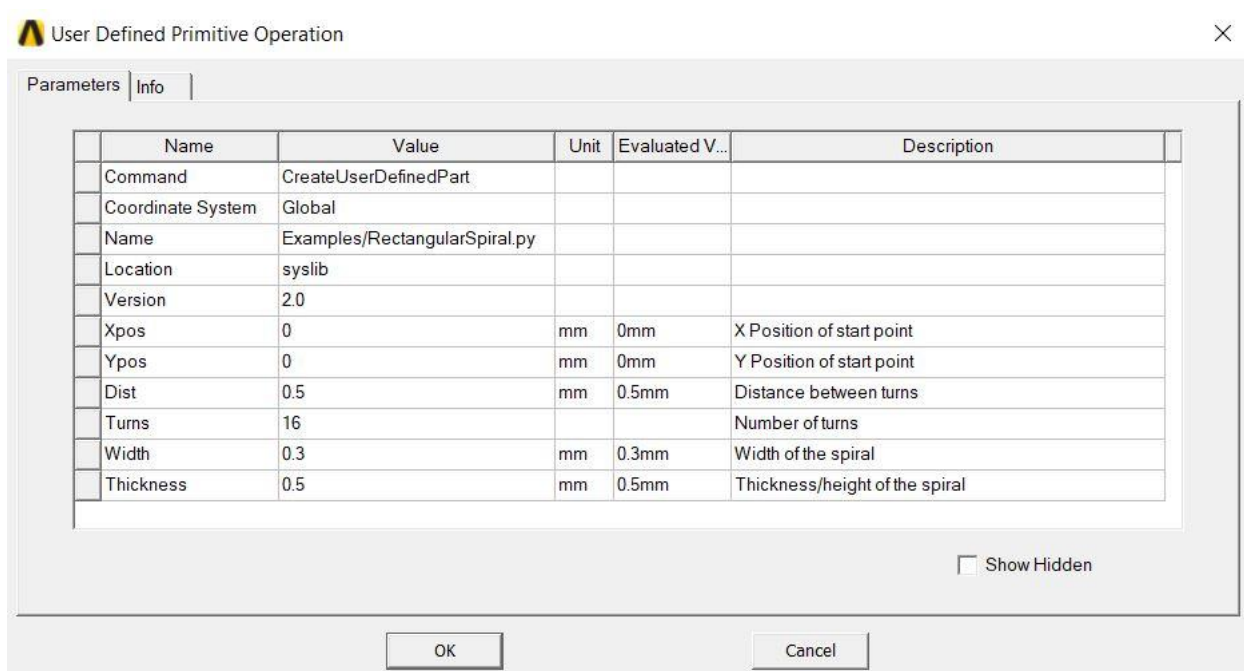 User Defined Primitive Operation
Parameters Info
Name Value Unit Evaluated V... Description
Command CreateUserDefinedPart
Coordinate System Global
Name Examples/RectangularSpiral.py
Location syslib
Version 2.0
Xpos 0 mm 0mm X Position of start point
Ypos 0 mm 0mm Y Position of start point
Dist 0.5 mm 0.5mm Distance between turns
Turns 16 Number of turns
Width 0.3 mm 0.3mm Width of the spiral
Thickness 0.5 mm 0.5mm Thickness/height of the spiral
Show Hidden
OK Cancel